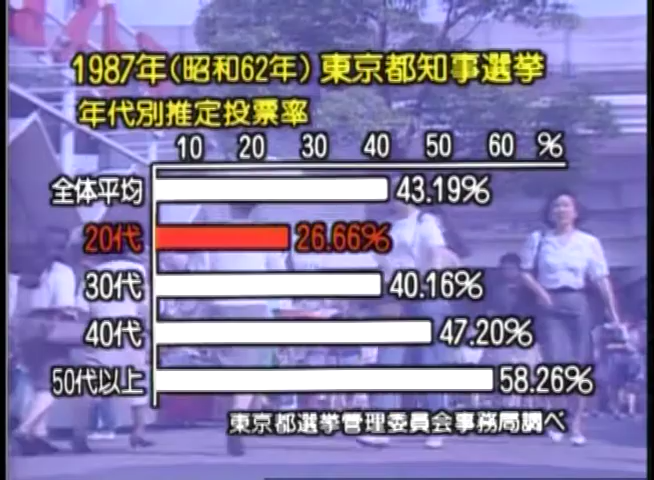 1987年(昭和62年) 東京都知事選挙
年代別推定投票率
10 20 30 40 50 60 %
全体平均 43.19%
20代 26.66%
30代 40.16%
40代 47.20%
50代以上 58.26%
東京都選挙管理委員会事務局調べ